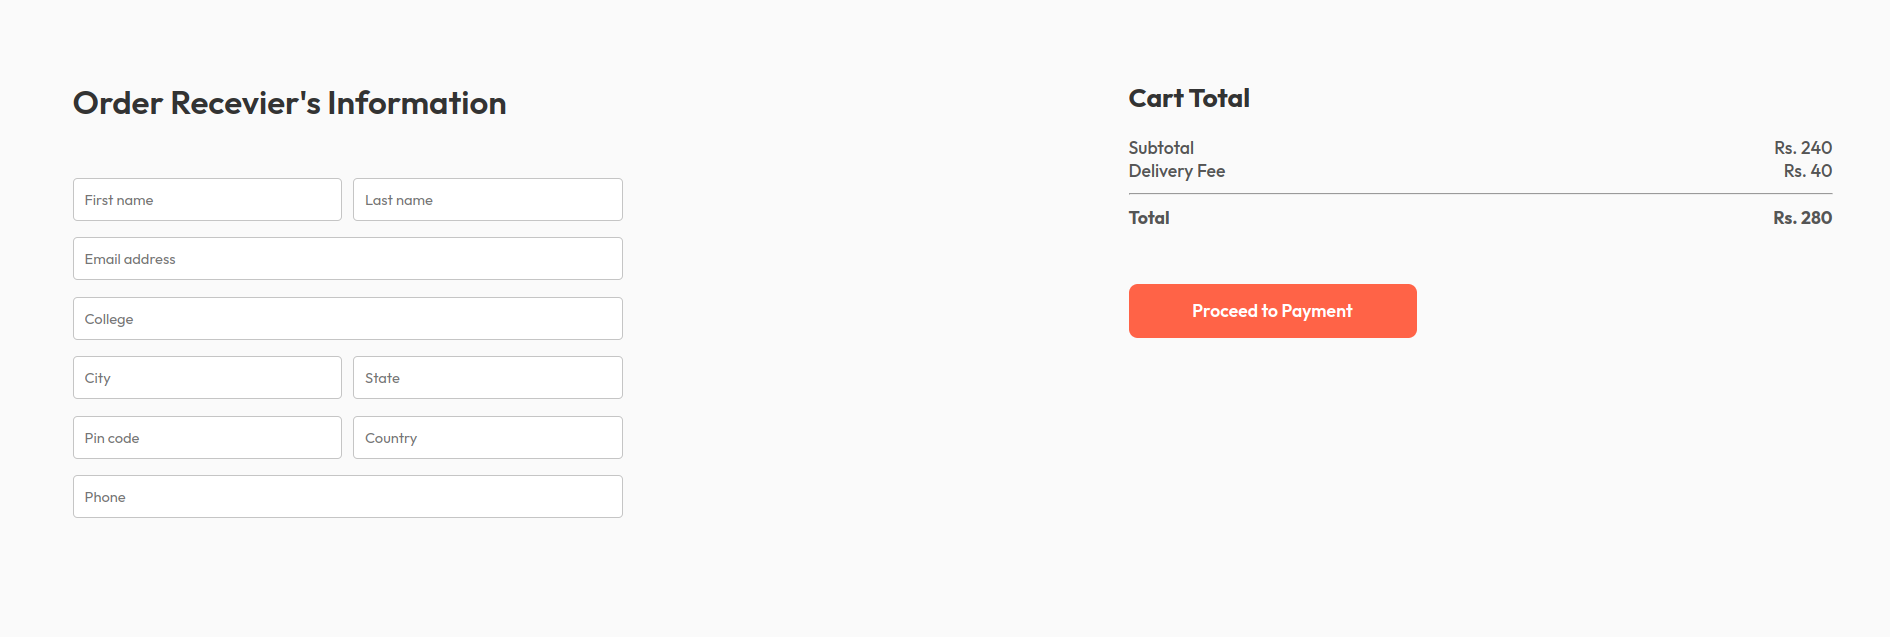 Order Recevier's Information
First name
Last name
Email address
College
City
State
Pin code
Country
Phone
Cart Total
Subtotal Rs. 240
Delivery Fee Rs. 40
Total Rs. 280
Proceed to Payment